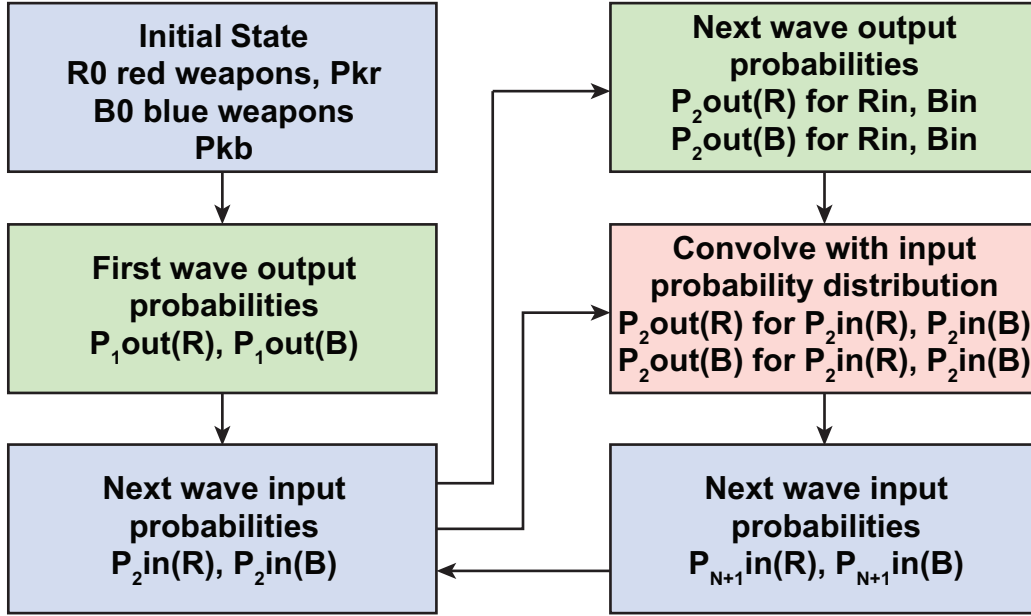 Initial State
R0 red weapons, Pkr
B0 blue weapons
Pkb
First wave output
probabilities
P₁out(R), P₁out(B)
Next wave input
probabilities
P₂in(R), P₂in(B)
Next wave output
probabilities
P₂out(R) for Rin, Bin
P₂out(B) for Rin, Bin
Convolve with input
probability distribution
P₂out(R) for P₂in(R), P₂in(B)
P₂out(B) for P₂in(R), P₂in(B)
Next wave input
probabilities
Pₙ₊₁in(R), Pₙ₊₁in(B)